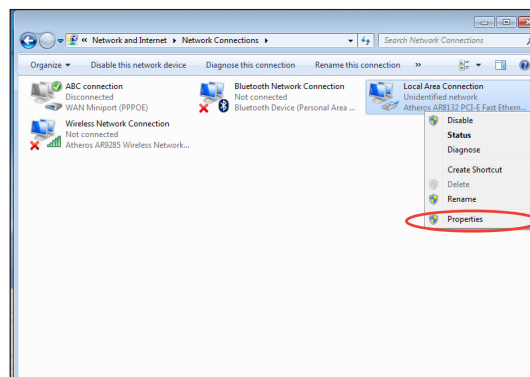 Network and Internet Network Connections Search Network Connections
Organize Disable this network device Diagnose this connection Rename this connection »
ABC connection
Disconnected
WAN Miniport (PPPOE)
Bluetooth Network Connection
Not connected
Bluetooth Device (Personal Area ...
Local Area Connection
Unidentified network
Atheros AR8132 PCI-E Fast Ethern...
Wireless Network Connection
Not connected
Atheros AR9285 Wireless Network...
Disable
Status
Diagnose
Create Shortcut
Delete
Rename
Properties